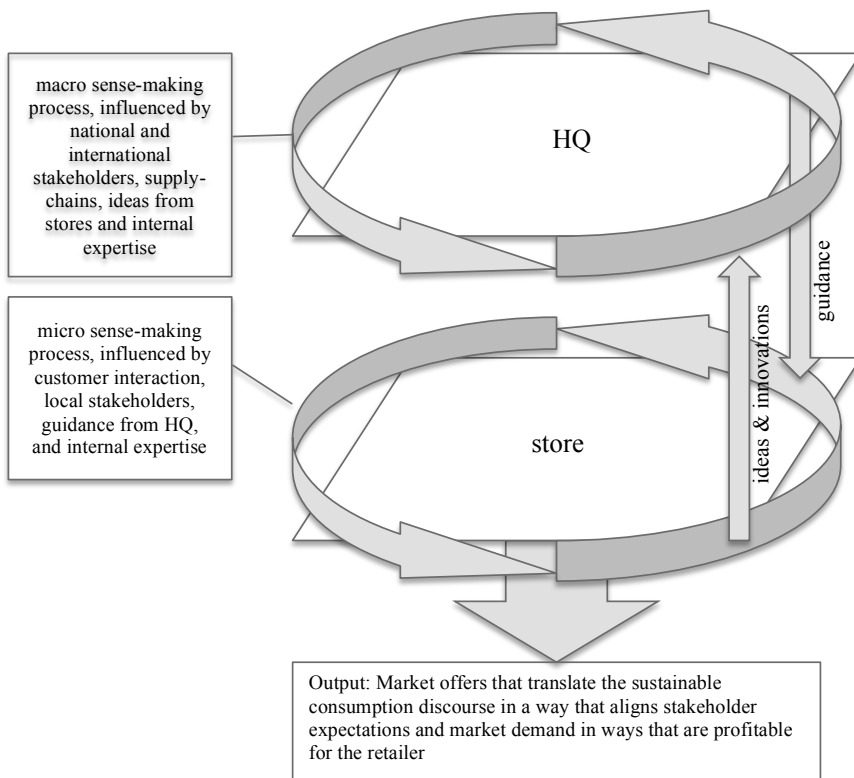 macro sense-making
process, influenced by
national and
international
stakeholders, supply-
chains, ideas from
stores and internal
expertise
HQ
guidance
micro sense-making
process, influenced by
customer interaction,
local stakeholders,
guidance from HQ,
and internal expertise
store
ideas & innovations
Output: Market offers that translate the sustainable
consumption discourse in a way that aligns stakeholder
expectations and market demand in ways that are profitable
for the retailer